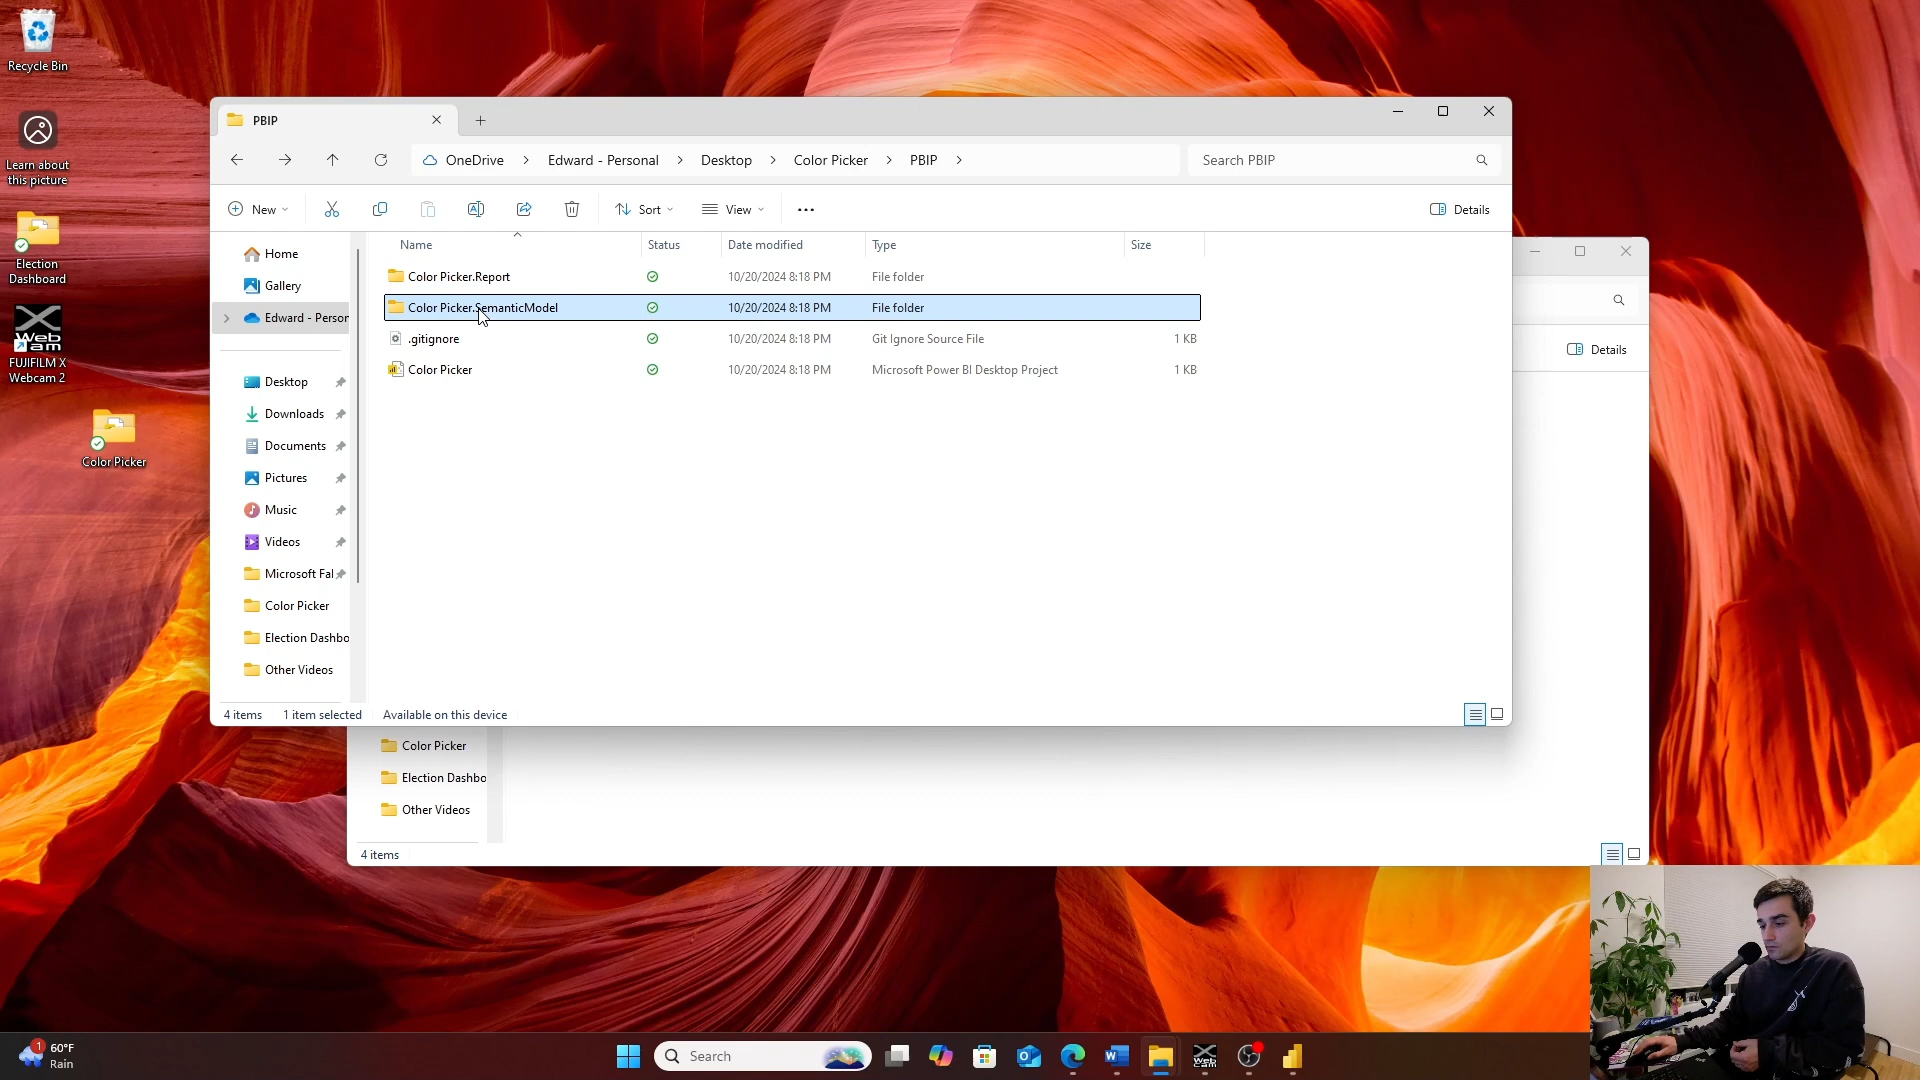 Recycle Bin
Learn about
this picture
Election
Dashboard
Web
cam
FUJIFILM X
Webcam 2
Color Picker
PBIP
OneDrive > Edward - Personal > Desktop > Color Picker > PBIP >
Search PBIP
New
Sort
View
Details
Home
Gallery
Edward - Person
Desktop
Downloads
Documents
Pictures
Music
Videos
Microsoft Fal
Color Picker
Election Dashbo
Other Videos
Name Status Date modified Type Size
Color Picker.Report 10/20/2024 8:18 PM File folder
Color Picker.SemanticModel 10/20/2024 8:18 PM File folder
.gitignore 10/20/2024 8:18 PM Git Ignore Source File 1 KB
Color Picker 10/20/2024 8:18 PM Microsoft Power BI Desktop Project 1 KB
4 items 1 item selected Available on this device
Details
Color Picker
Election Dashbo
Other Videos
4 items
1
60°F
Rain
Search
Web
cam